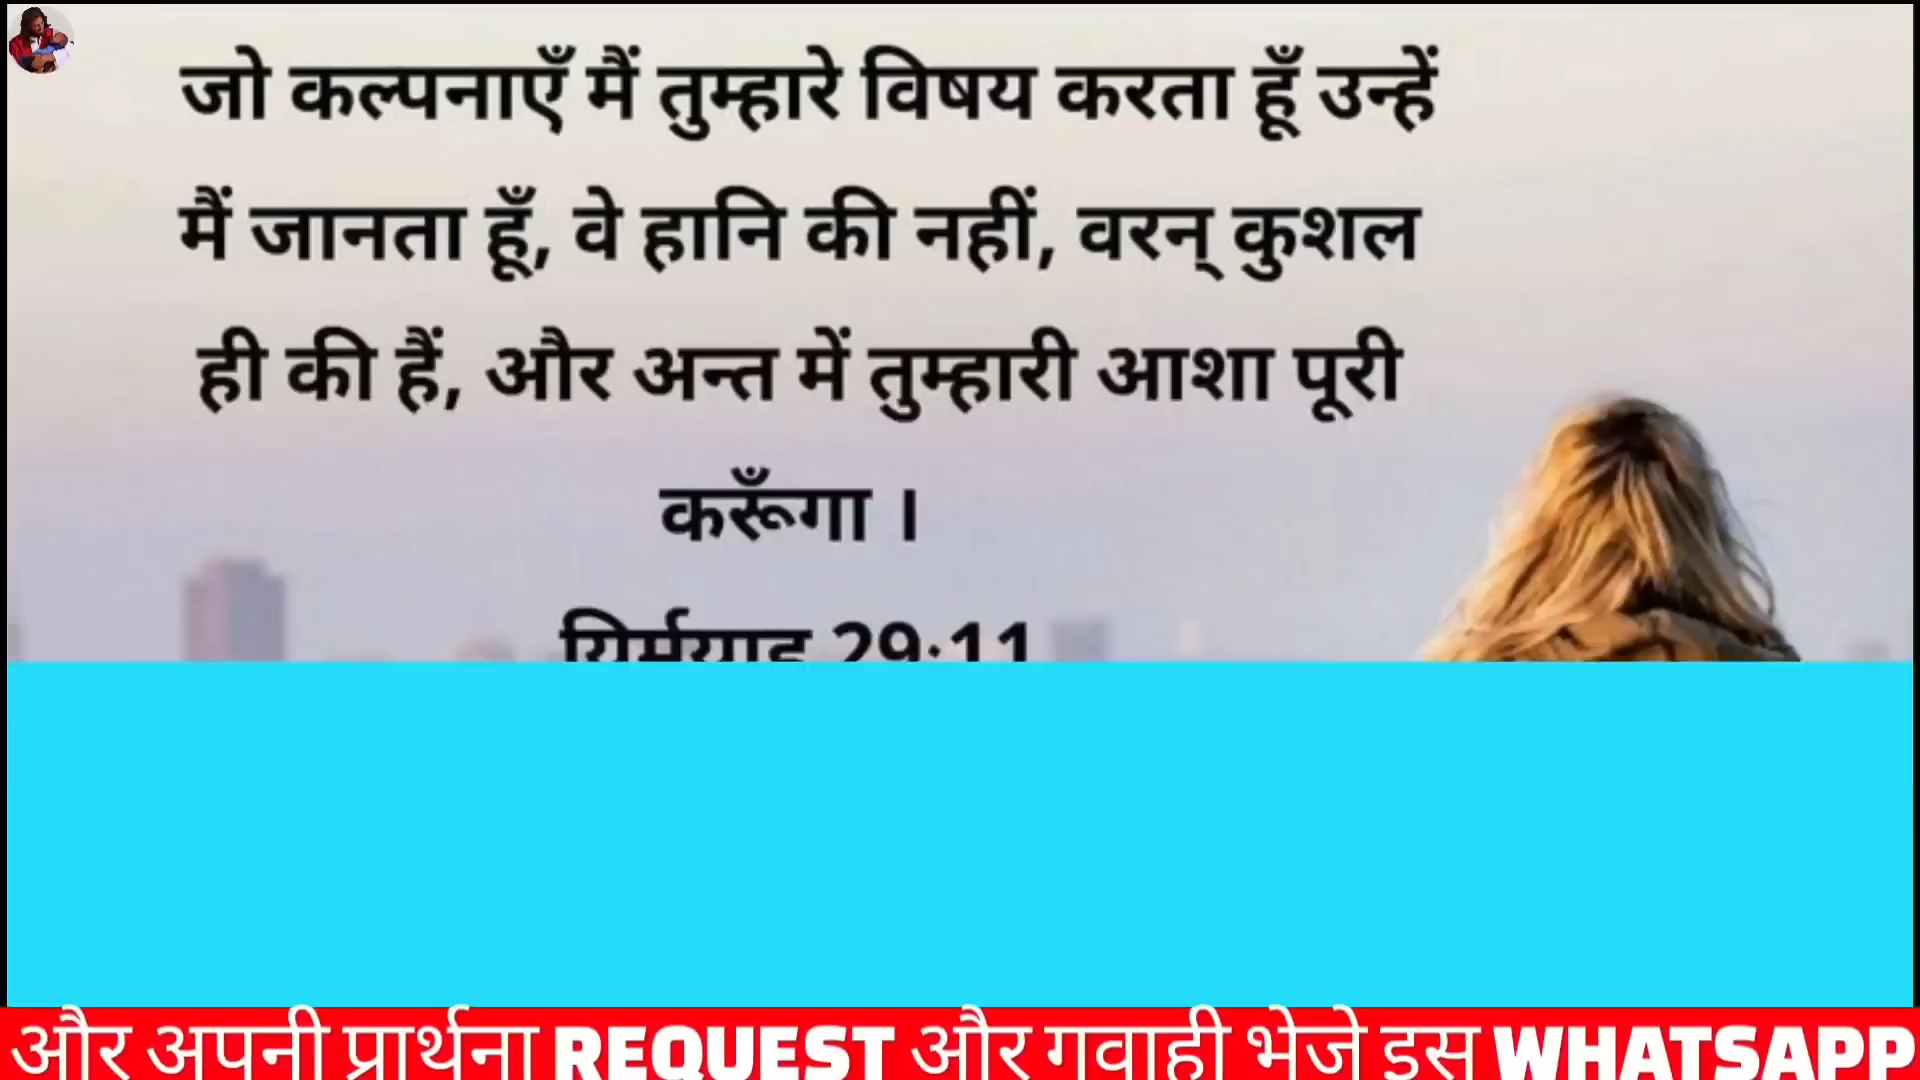 जो कल्पनाएँ मैं तुम्हारे विषय करता हूँ उन्हें
मैं जानता हूँ, वे हानि की नहीं, वरन् कुशल
ही की हैं, और अन्त में तुम्हारी आशा पूरी
करूँगा ।
यिर्मयाह 29:11
और अपनी प्रार्थना REQUEST और गवाही भेजे इस WHATSAPP